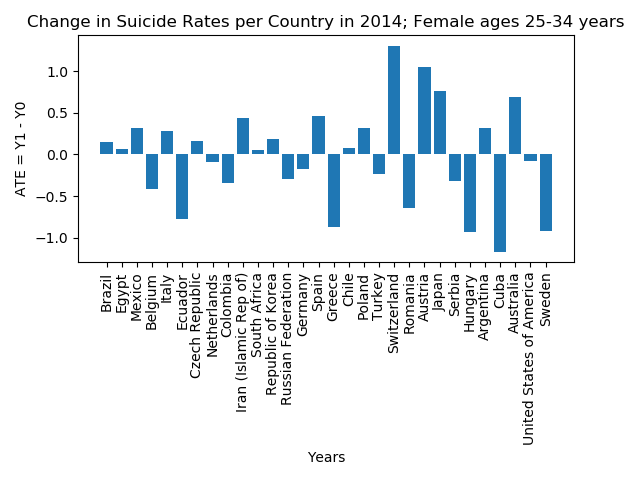 Change in Suicide Rates per Country in 2014; Female ages 25-34 years
ATE = Y1 - Y0
1.0
0.5
0.0
−0.5
−1.0
Brazil
Egypt
Mexico
Belgium
Italy
Ecuador
Czech Republic
Netherlands
Colombia
Iran (Islamic Rep of)
South Africa
Republic of Korea
Russian Federation
Germany
Spain
Greece
Chile
Poland
Turkey
Switzerland
Romania
Austria
Japan
Serbia
Hungary
Argentina
Cuba
Australia
United States of America
Sweden
Years